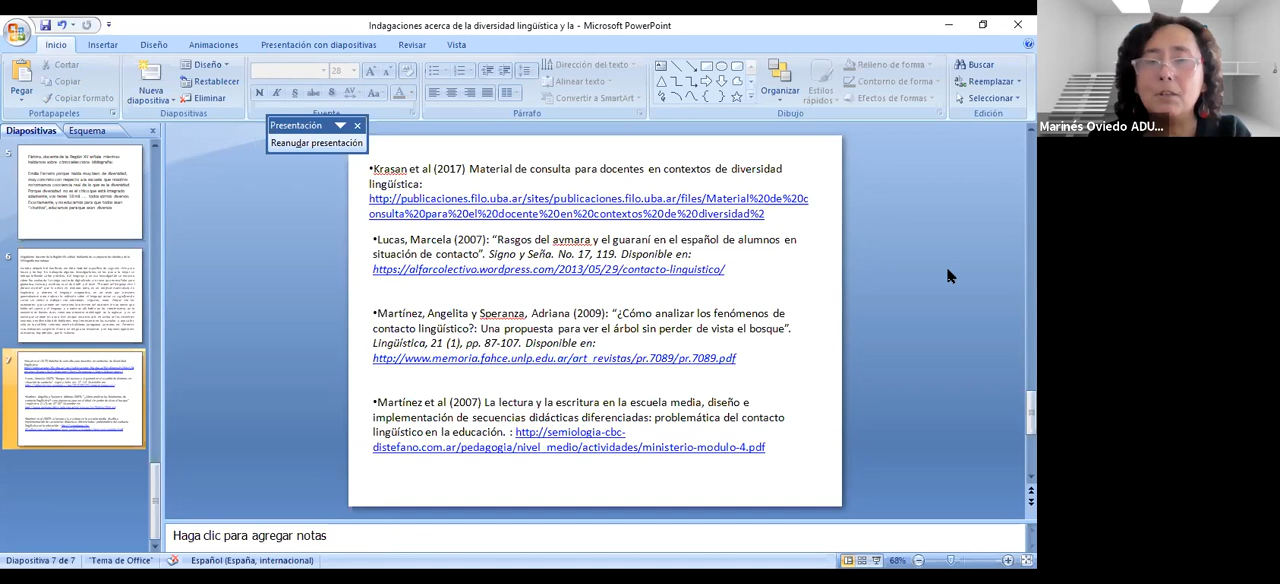 Indagaciones acerca de la diversidad lingüística y la - Microsoft PowerPoint
Inicio Insertar Diseño Animaciones Presentación con diapositivas Revisar Vista
Cortar
Copiar
Copiar formato
Pegar
Portapapeles
Nueva diapositiva
Diseño
Restablecer
Eliminar
Diapositivas
28
Fuente
Párrafo
Dirección del texto
Alinear texto
Convertir a SmartArt
Organizar
Estilos rápidos
Relleno de forma
Contorno de forma
Efectos de formas
Dibujo
Buscar
Reemplazar
Seleccionar
Edición
Marinés Oviedo ADU...
Diapositivas Esquema
Presentación
Reanudar presentación
5
6
7
•Krasan et al (2017) Material de consulta para docentes en contextos de diversidad
lingüística:
http://publicaciones.filo.uba.ar/sites/publicaciones.filo.uba.ar/files/Material%20de%20c
onsulta%20para%20el%20docente%20en%20contextos%20de%20diversidad%2
•Lucas, Marcela (2007): “Rasgos del aymara y el guaraní en el español de alumnos en
situación de contacto”. Signo y Seña. No. 17, 119. Disponible en:
https://alfarcolectivo.wordpress.com/2013/05/29/contacto-linguistico/
•Martínez, Angelita y Speranza, Adriana (2009): “¿Cómo analizar los fenómenos de
contacto lingüístico?: Una propuesta para ver el árbol sin perder de vista el bosque”.
Lingüística, 21 (1), pp. 87-107. Disponible en:
http://www.memoria.fahce.unlp.edu.ar/art_revistas/pr.7089/pr.7089.pdf
•Martínez et al (2007) La lectura y la escritura en la escuela media, diseño e
implementación de secuencias didácticas diferenciadas: problemática de contacto
lingüístico en la educación. : http://semiologia-cbc-
distefano.com.ar/pedagogia/nivel_medio/actividades/ministerio-modulo-4.pdf
Haga clic para agregar notas
Diapositiva 7 de 7 "Tema de Office" Español (España, internacional) 68%